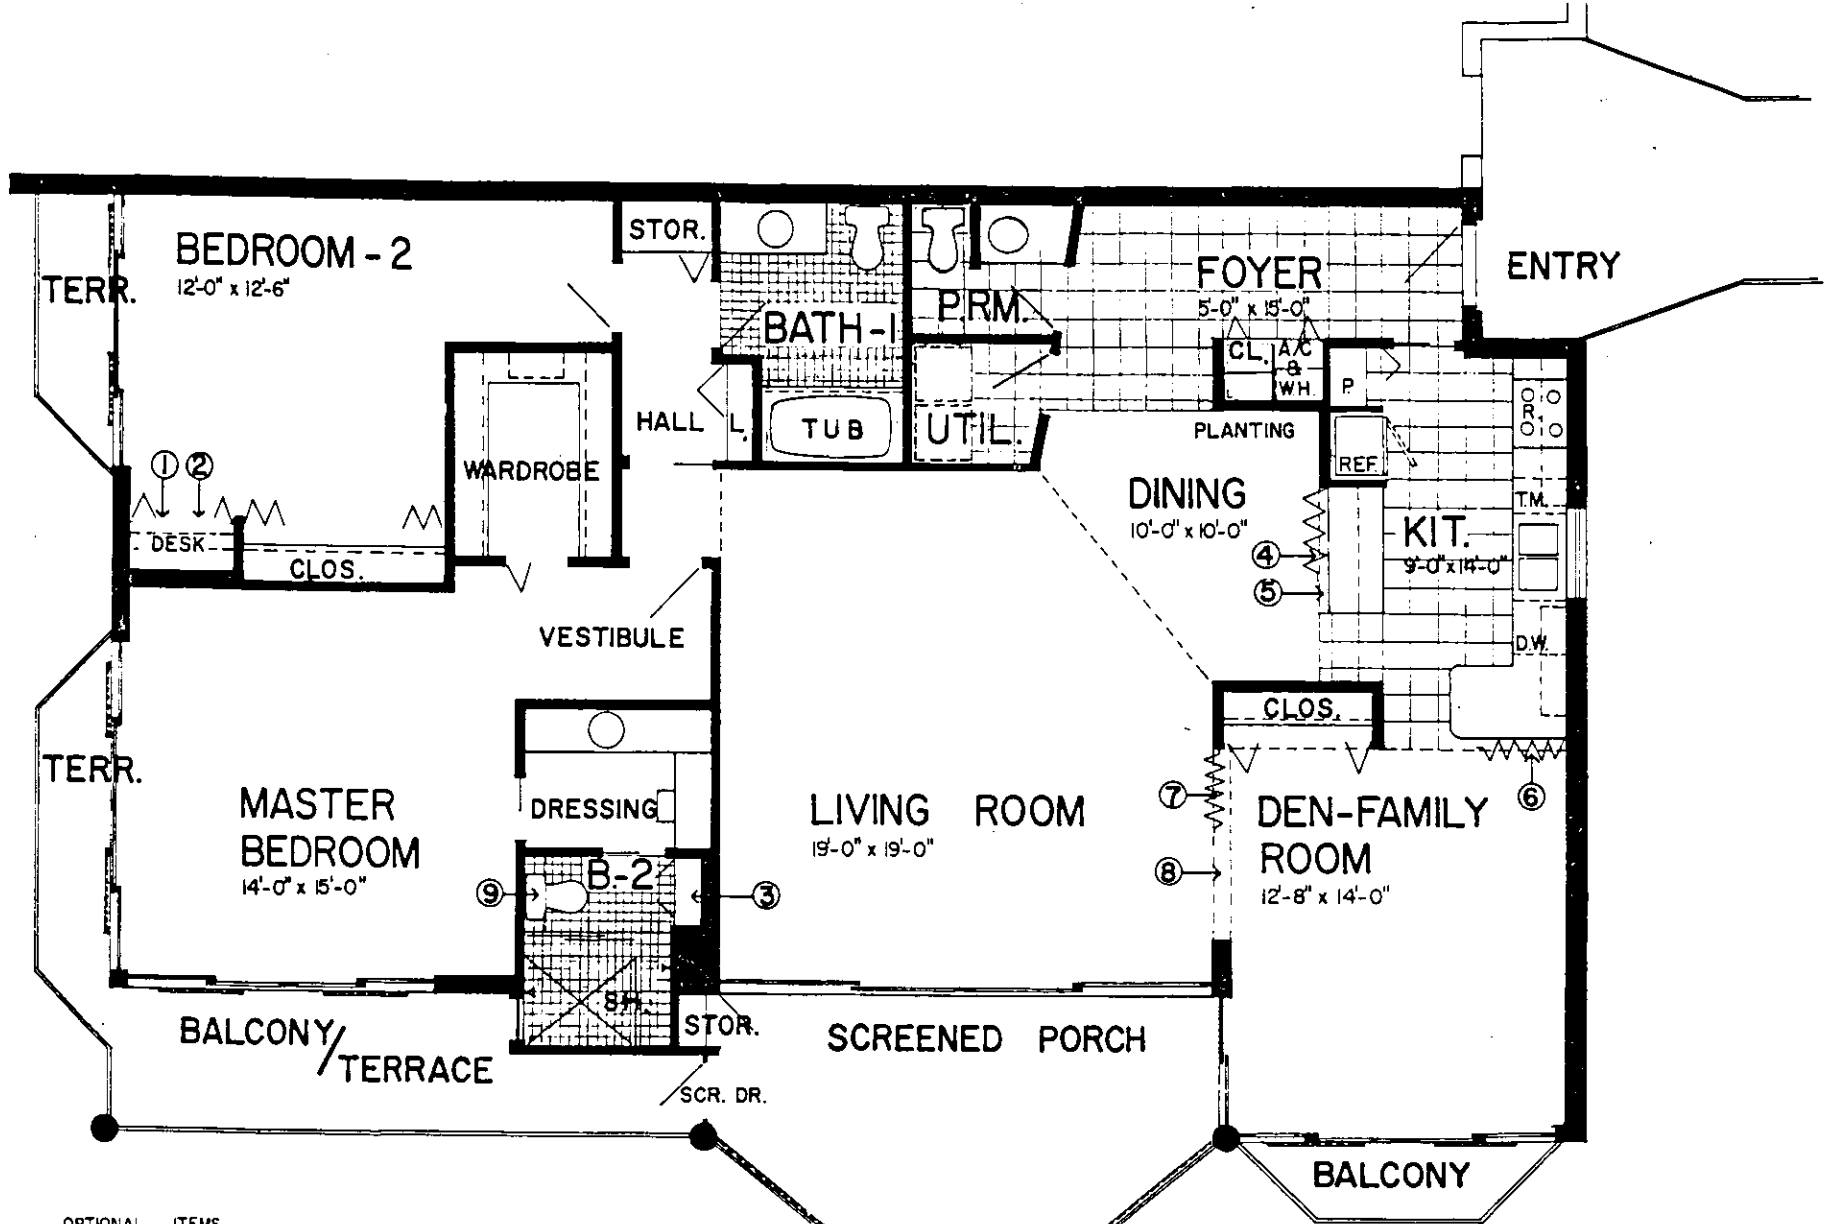 STOR.
BEDROOM - 2
12'-0" x 12'-6"
TERR.
FOYER
5'-0" x 15'-0"
ENTRY
P.RM.
BATH-1
CL.
A/C
&
W.H.
P.
R.
HALL
L.
TUB
UTIL.
PLANTING
REF.
WARDROBE
① ②
DINING
10'-0" x 10'-0"
T.M.
KIT.
9'-0" x 14'-0"
DESK
CLOS.
④
⑤
VESTIBULE
D.W.
CLOS.
TERR.
MASTER
BEDROOM
14'-0" x 15'-0"
DRESSING
LIVING ROOM
19'-0" x 19'-0"
⑦
⑥
DEN-FAMILY
ROOM
12'-8" x 14'-0"
⑧
B.-2
⑨
③
SH.
STOR.
BALCONY/
TERRACE
SCREENED PORCH
SCR. DR.
BALCONY
OPTIONAL ITEMS